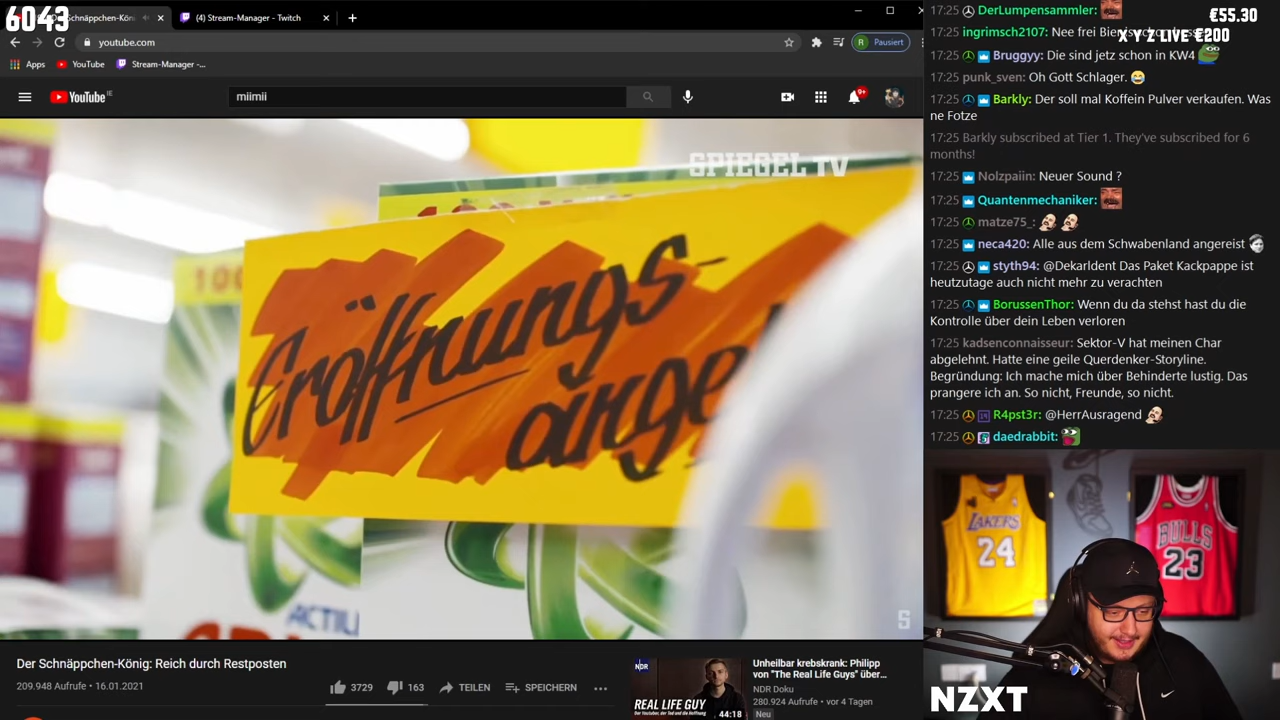 6043
Schnäppchen-Köni
(4) Stream-Manager - Twitch
youtube.com
Pausiert
Apps
YouTube
Stream-Manager -...
YouTube IE
miimii
9+
SPIEGEL TV
100
Eröffnungs-
ange
ACTILI
S
Der Schnäppchen-König: Reich durch Restposten
209.948 Aufrufe • 16.01.2021
3729
163
TEILEN
SPEICHERN
NDR
REAL LIFE GUY
44:18
Unheilbar krebskrank: Philipp
von "The Real Life Guys" über...
NDR Doku
280.924 Aufrufe • vor 4 Tagen
Neu
€55.30
X Y Z LIVE €200
DerLumpensammler:
17:25 ingrimsch2107: Nee frei Bier
17:25 Bruggyy: Die sind jetz schon in KW4
17:25 punk_sven: Oh Gott Schlager.
17:25 Barkly: Der soll mal Koffein Pulver verkaufen. Was
ne Fotze
17:25 Barkly subscribed at Tier 1. They've subscribed for 6
months!
17:25 Nolzpaiin: Neuer Sound ?
17:25 Quantenmechaniker:
17:25 matze75_:
17:25 neca420: Alle aus dem Schwabenland angereist
17:25 styth94: @Dekarldent Das Paket Kackpappe ist
heutzutage auch nicht mehr zu verachten
17:25 BorussenThor: Wenn du da stehst hast du die
Kontrolle über dein Leben verloren
17:25 kadsenconnaisseur: Sektor-V hat meinen Char
abgelehnt. Hatte eine geile Querdenker-Storyline.
Begründung: Ich mache mich über Behinderte lustig. Das
prangere ich an. So nicht, Freunde, so nicht.
17:25 R4pst3r: @HerrAusragend
17:25 daedrabbit:
LAKERS
24
BULLS
23
NZXT